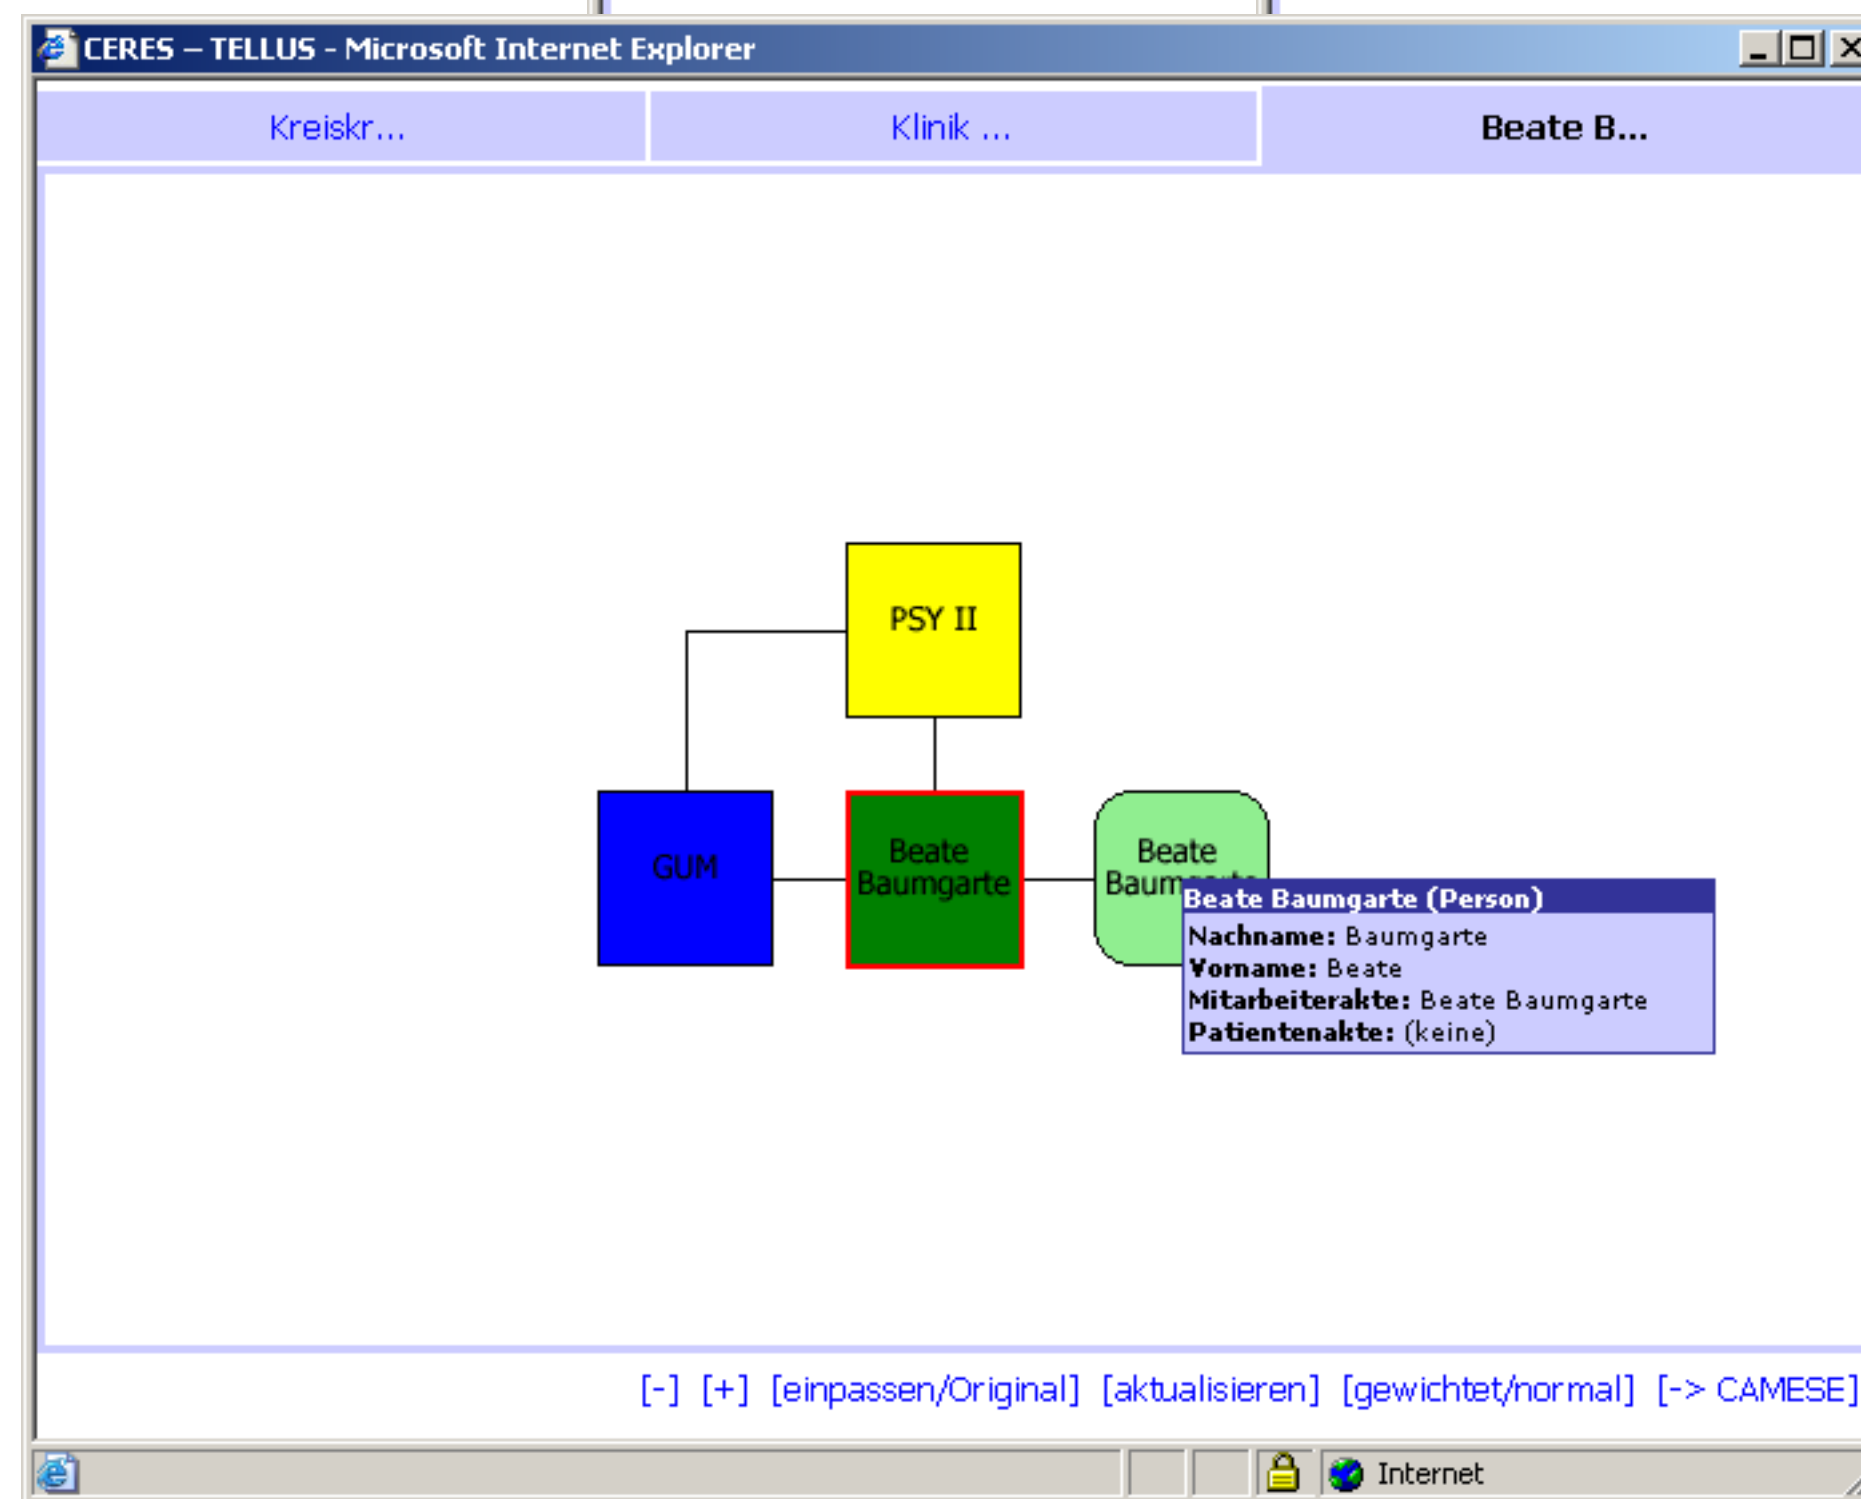 CERES – TELLUS - Microsoft Internet Explorer
Kreiskr...
Klinik ...
Beate B...
PSY II
GUM
Beate
Baumgarte
Beate
Beate Baumgarte (Person)
Nachname: Baumgarte
Vorname: Beate
Mitarbeiterakte: Beate Baumgarte
Patientenakte: (keine)
[-] [+] [einpassen/Original] [aktualisieren] [gewichtet/normal] [-> CAMESE]
Internet